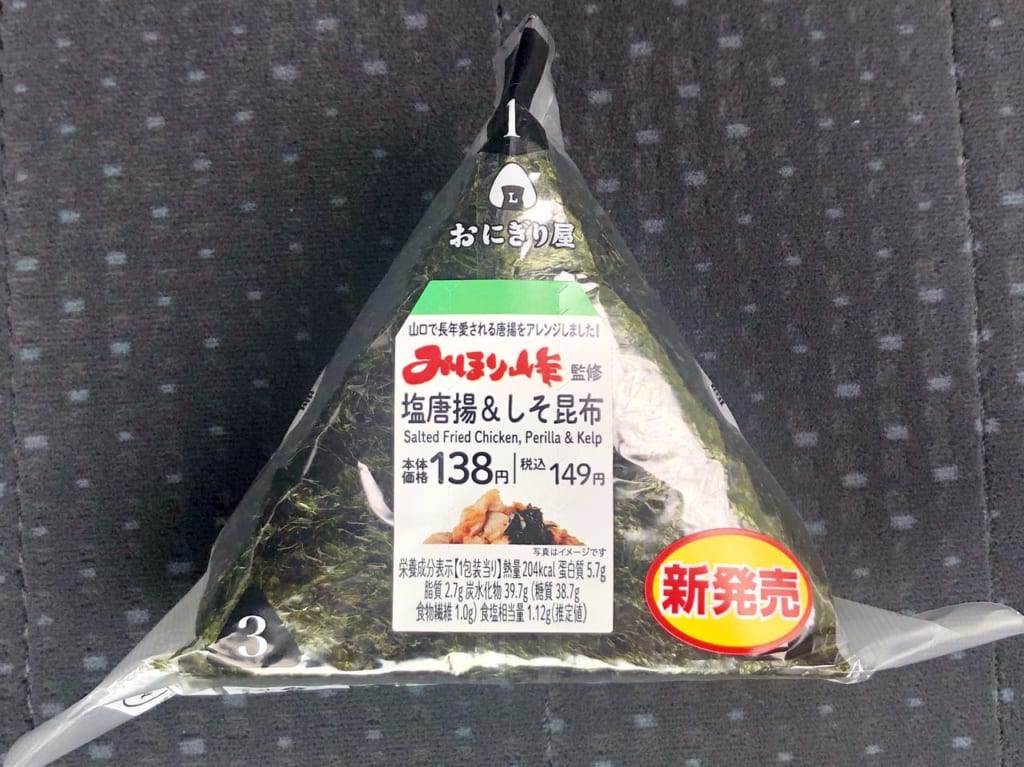 1
L
おにぎり屋
山口で長年愛される唐揚をアレンジしました!
みほり峠 監修
塩唐揚&しそ昆布
Salted Fried Chicken, Perilla & Kelp
本体価格138円 税込149円
写真はイメージです
栄養成分表示【1包装当り】熱量204kcal 蛋白質5.7g
脂質2.7g 炭水化物39.7g (糖質38.7g
食物繊維1.0g) 食塩相当量1.12g(推定値)
新発売
3